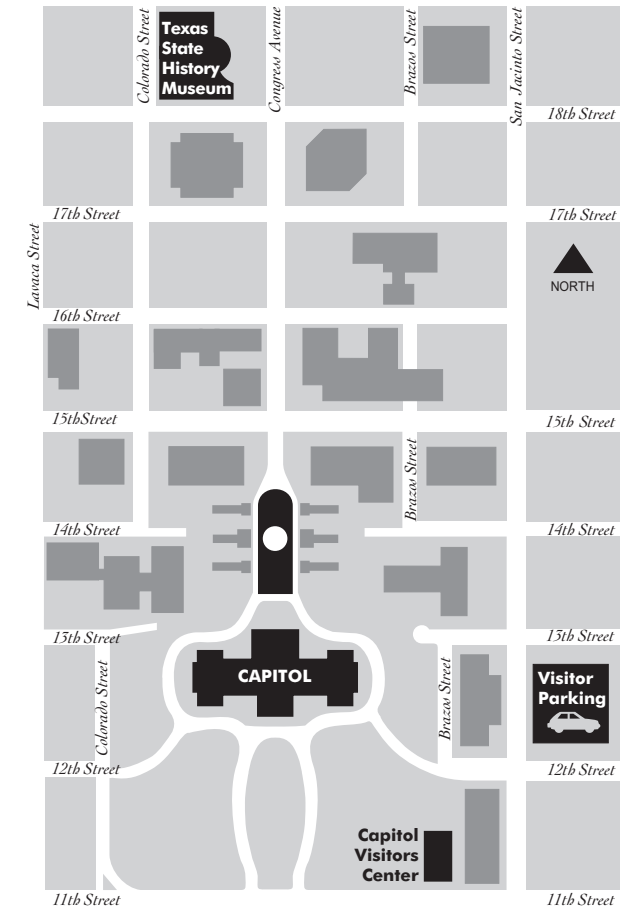 Colorado Street
Texas
State
History
Museum
Congress Avenue
Brazos Street
San Jacinto Street
18th Street
17th Street
17th Street
Lavaca Street
NORTH
16th Street
15thStreet
15th Street
Brazos Street
14th Street
14th Street
13th Street
13th Street
CAPITOL
Colorado Street
Brazos Street
Visitor
Parking
12th Street
12th Street
Capitol
Visitors
Center
11th Street
11th Street